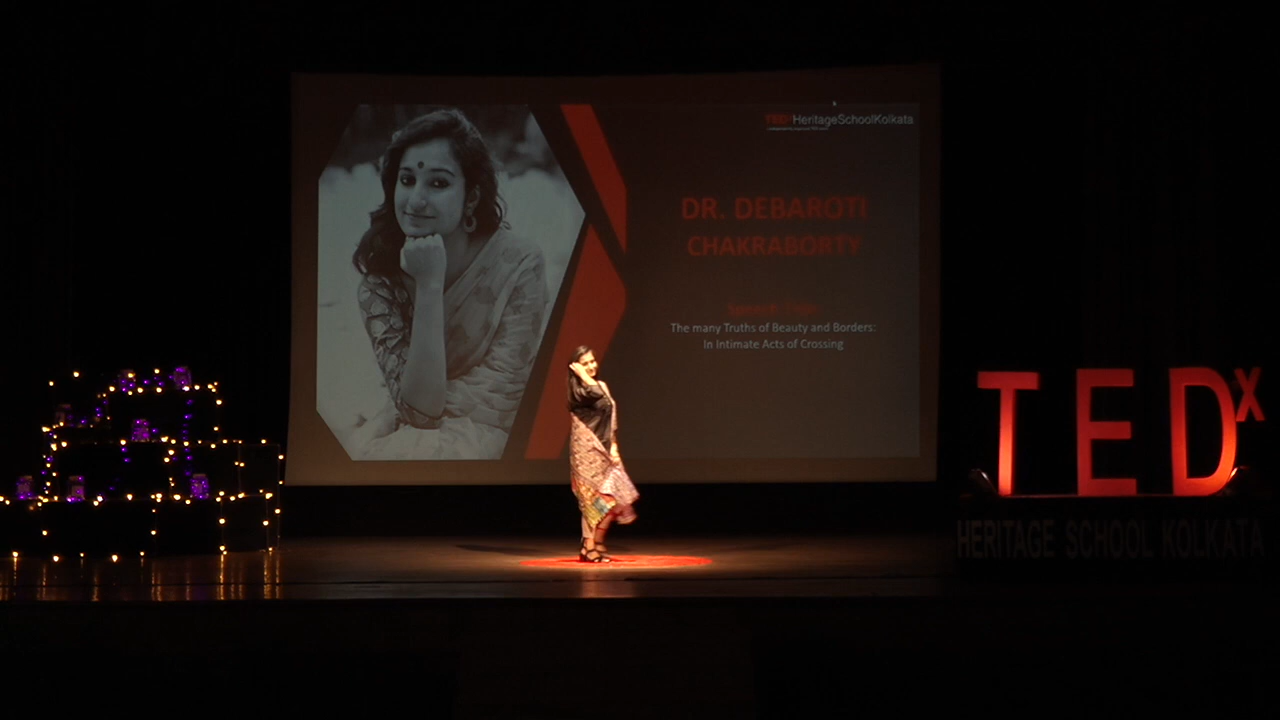 TEDxHeritageSchoolKolkata
DR. DEBAROTI
CHAKRABORTY
The many Truths of Beauty and Borders:
In Intimate Acts of Crossing
TEDx
HERITAGE SCHOOL KOLKATA